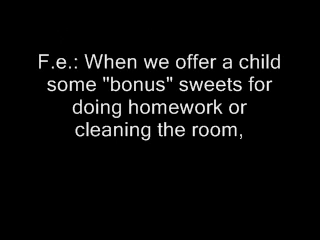 F.e.: When we offer a child
some "bonus" sweets for
doing homework or
cleaning the room,